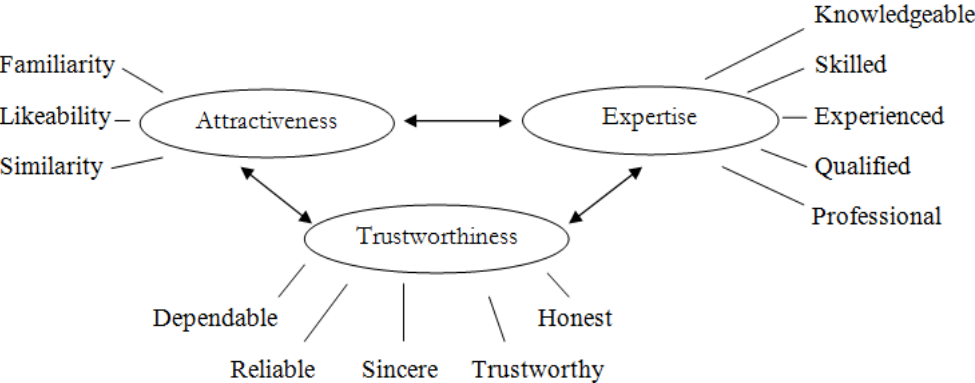 Knowledgeable
Familiarity
Skilled
Likeability
Attractiveness
Expertise
Experienced
Similarity
Qualified
Professional
Trustworthiness
Dependable
Honest
Reliable
Sincere
Trustworthy